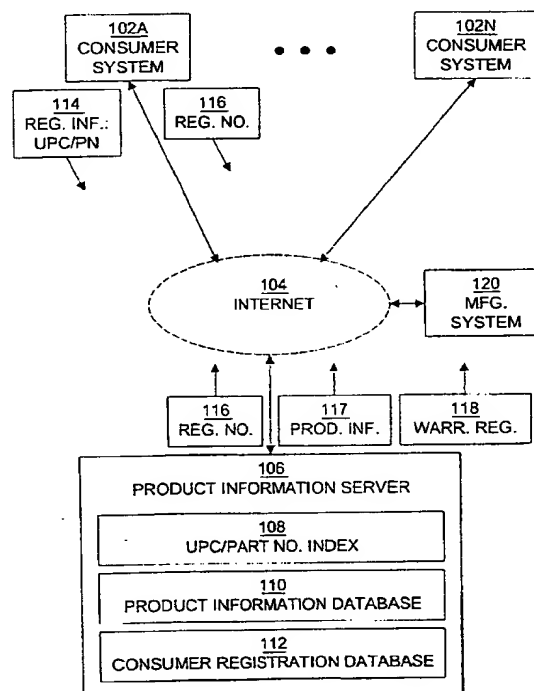 102A
CONSUMER
SYSTEM
102N
CONSUMER
SYSTEM
114
REG. INF.:
UPC/PN
116
REG. NO.
104
INTERNET
120
MFG.
SYSTEM
116
REG. NO.
117
PROD. INF.
118
WARR. REG.
106
PRODUCT INFORMATION SERVER
108
UPC/PART NO. INDEX
110
PRODUCT INFORMATION DATABASE
112
CONSUMER REGISTRATION DATABASE